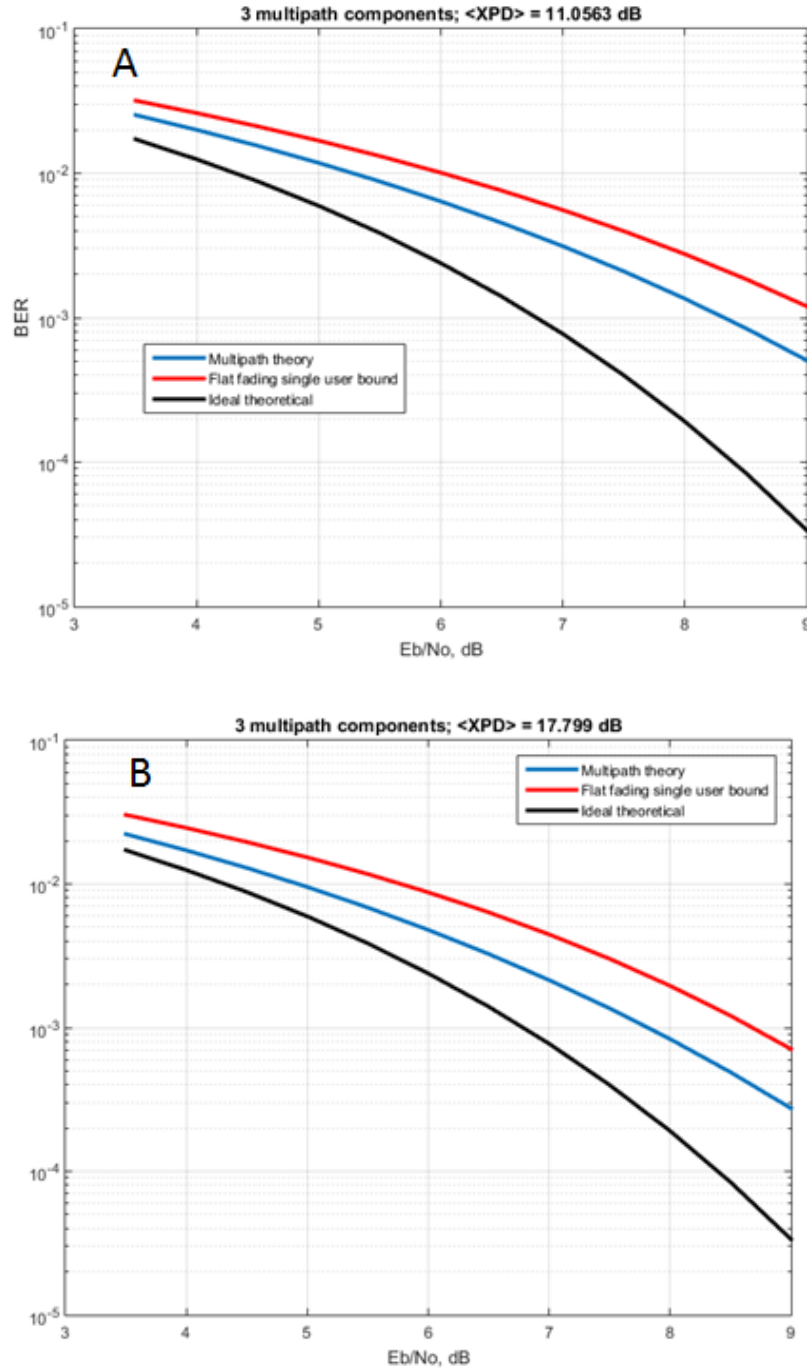 3 multipath components; <XPD> = 11.0563 dB
A
10^-1
10^-2
10^-3
10^-4
10^-5
BER
Multipath theory
Flat fading single user bound
Ideal theoretical
3 4 5 6 7 8 9
Eb/No, dB
3 multipath components; <XPD> = 17.799 dB
B
10^-1
10^-2
10^-3
10^-4
10^-5
Multipath theory
Flat fading single user bound
Ideal theoretical
3 4 5 6 7 8 9
Eb/No, dB